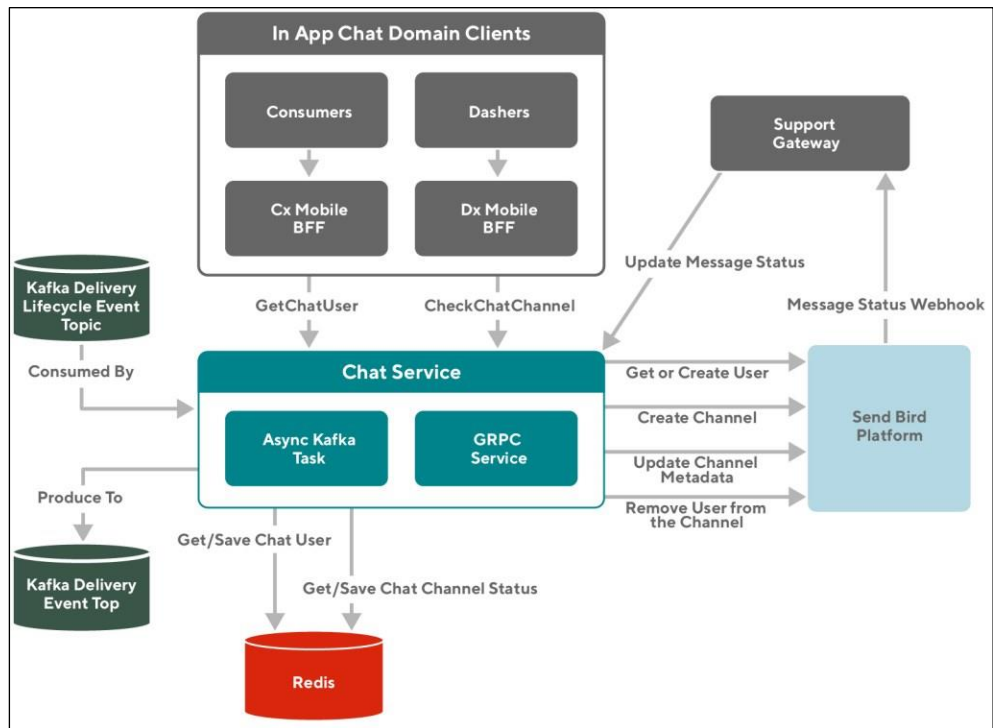 In App Chat Domain Clients
Consumers
Dashers
Cx Mobile
BFF
Dx Mobile
BFF
Support
Gateway
Kafka Delivery
Lifecycle Event
Topic
GetChatUser
CheckChatChannel
Update Message Status
Message Status Webhook
Consumed By
Chat Service
Async Kafka
Task
GRPC
Service
Get or Create User
Create Channel
Update Channel
Metadata
Remove User from
the Channel
Send Bird
Platform
Produce To
Kafka Delivery
Event Top
Get/Save Chat User
Get/Save Chat Channel Status
Redis